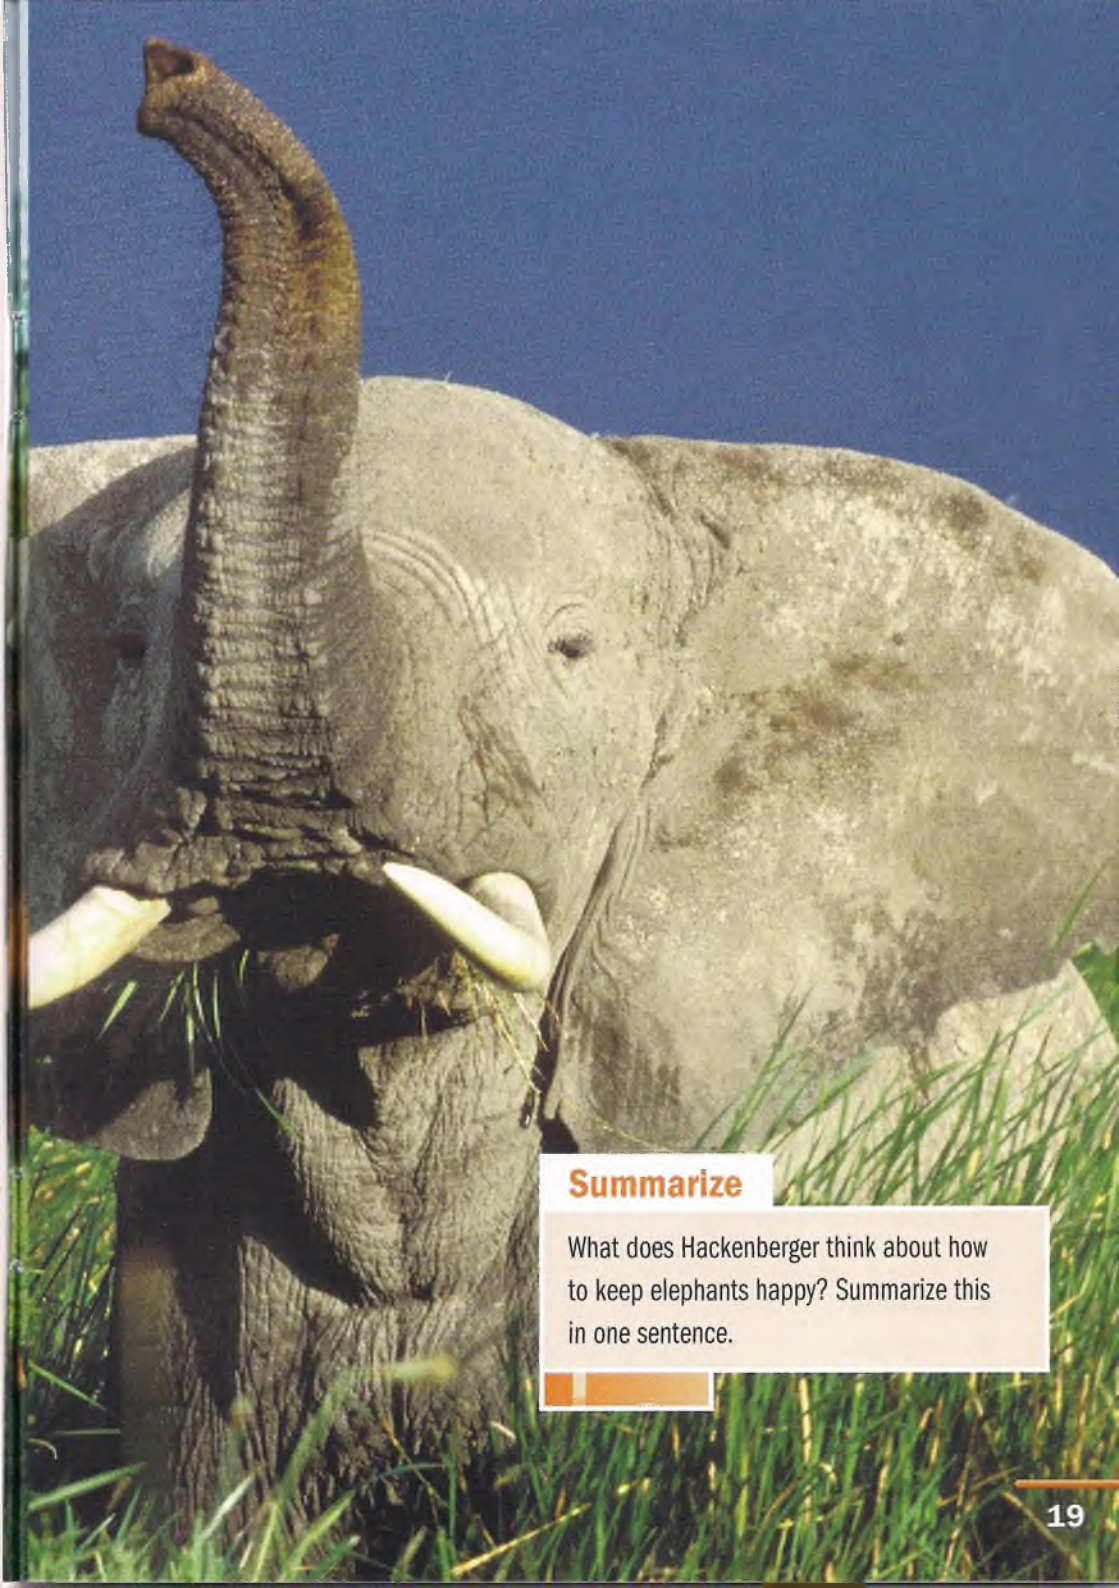 Summarize
What does Hackenberger think about how
to keep elephants happy? Summarize this
in one sentence.
19